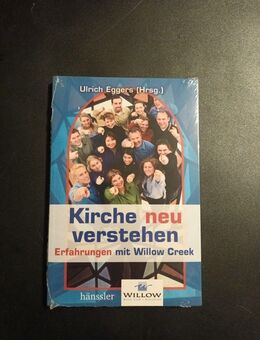 Ulrich Eggers (Hrsg.)
Kirche neu
verstehen
Erfahrungen mit Willow Creek
hänssler
WILLOW